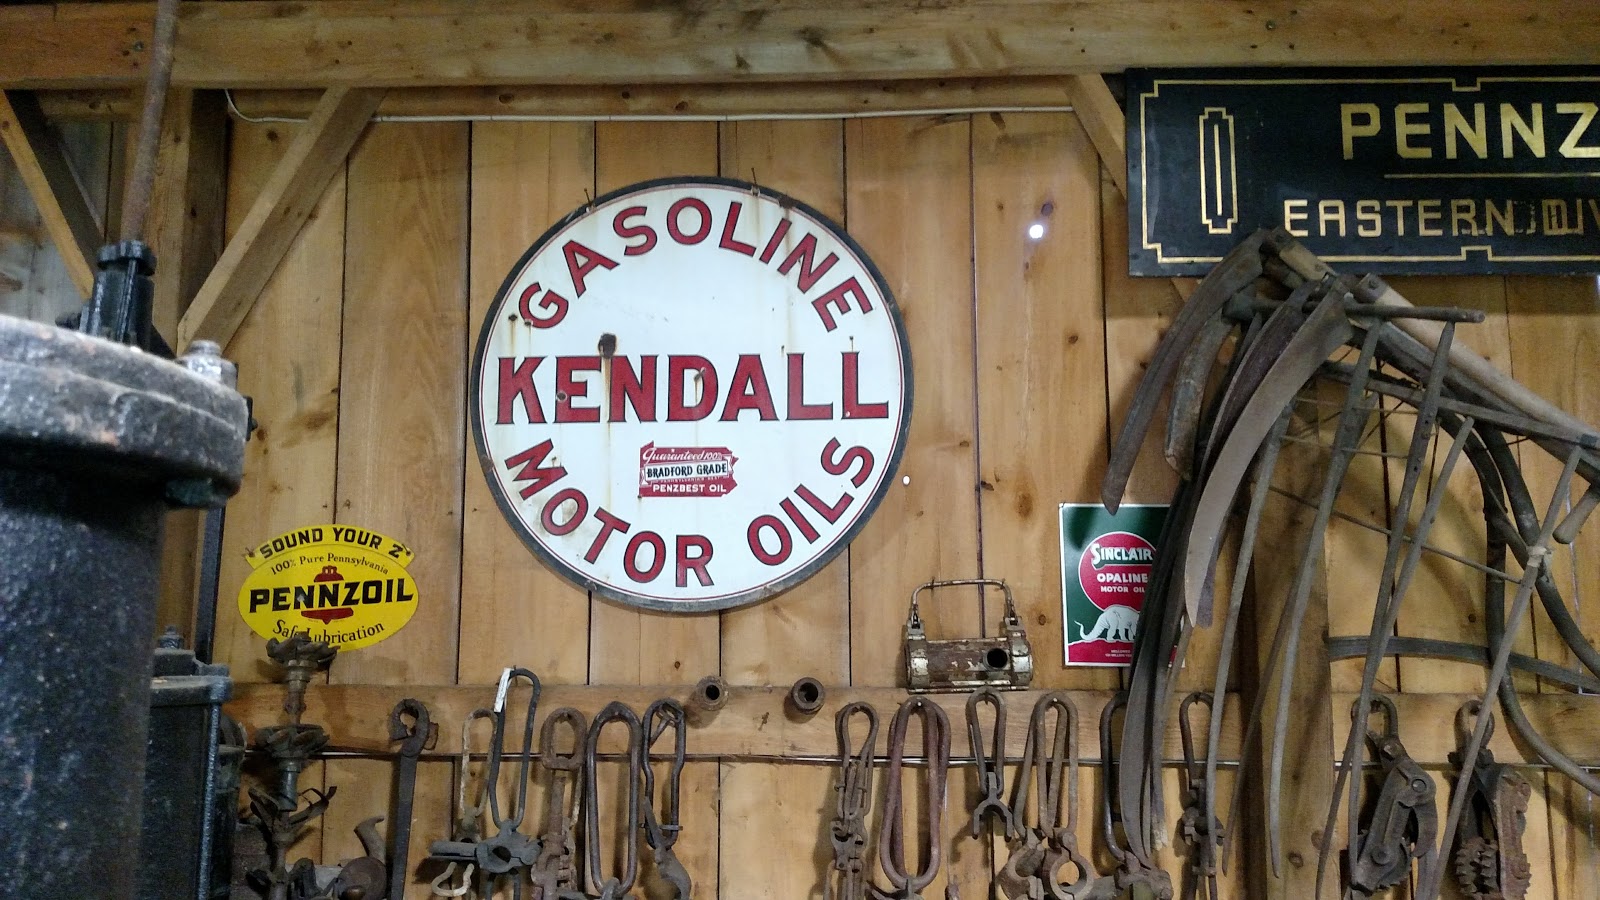 GASOLINE
KENDALL
Guaranteed 100%
BRADFORD GRADE
PENZBEST OIL
MOTOR OILS
PENNZ
EASTERN DIV
SOUND YOUR Z
100% Pure Pennsylvania
PENNZOIL
Safe Lubrication
SINCLAIR
OPALINE
MOTOR OIL